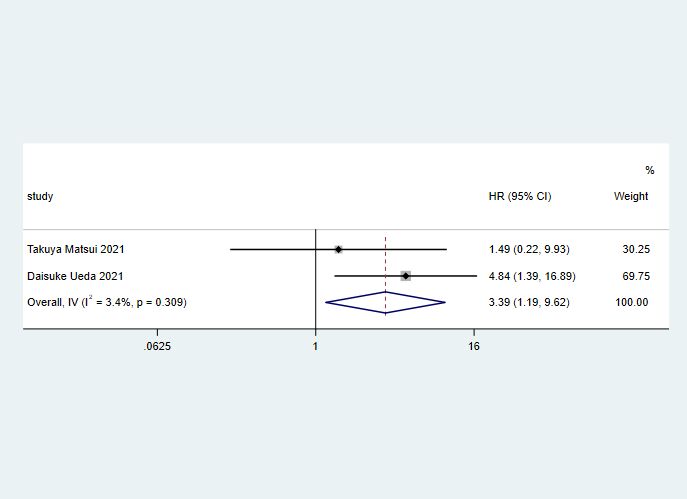 %
study HR (95% CI) Weight
Takuya Matsui 2021 1.49 (0.22, 9.93) 30.25
Daisuke Ueda 2021 4.84 (1.39, 16.89) 69.75
Overall, IV (I² = 3.4%, p = 0.309) 3.39 (1.19, 9.62) 100.00
.0625 1 16